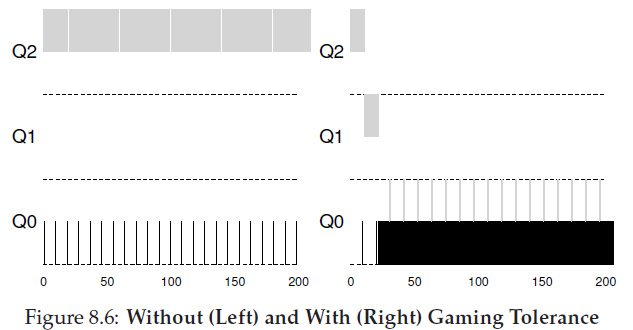 Q2 Q2
Q1 Q1
Q0 Q0
0 50 100 150 200 0 50 100 150 200
Figure 8.6: Without (Left) and With (Right) Gaming Tolerance